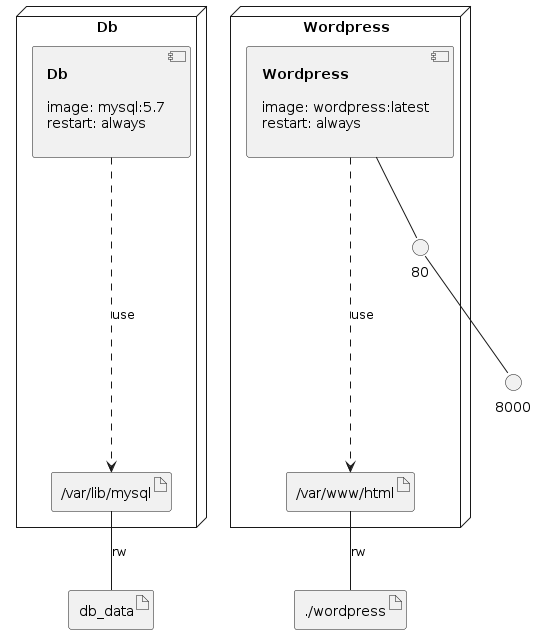 Db
Db
image: mysql:5.7
restart: always
use
/var/lib/mysql
rw
db_data
Wordpress
Wordpress
image: wordpress:latest
restart: always
80
use
8000
/var/www/html
rw
./wordpress